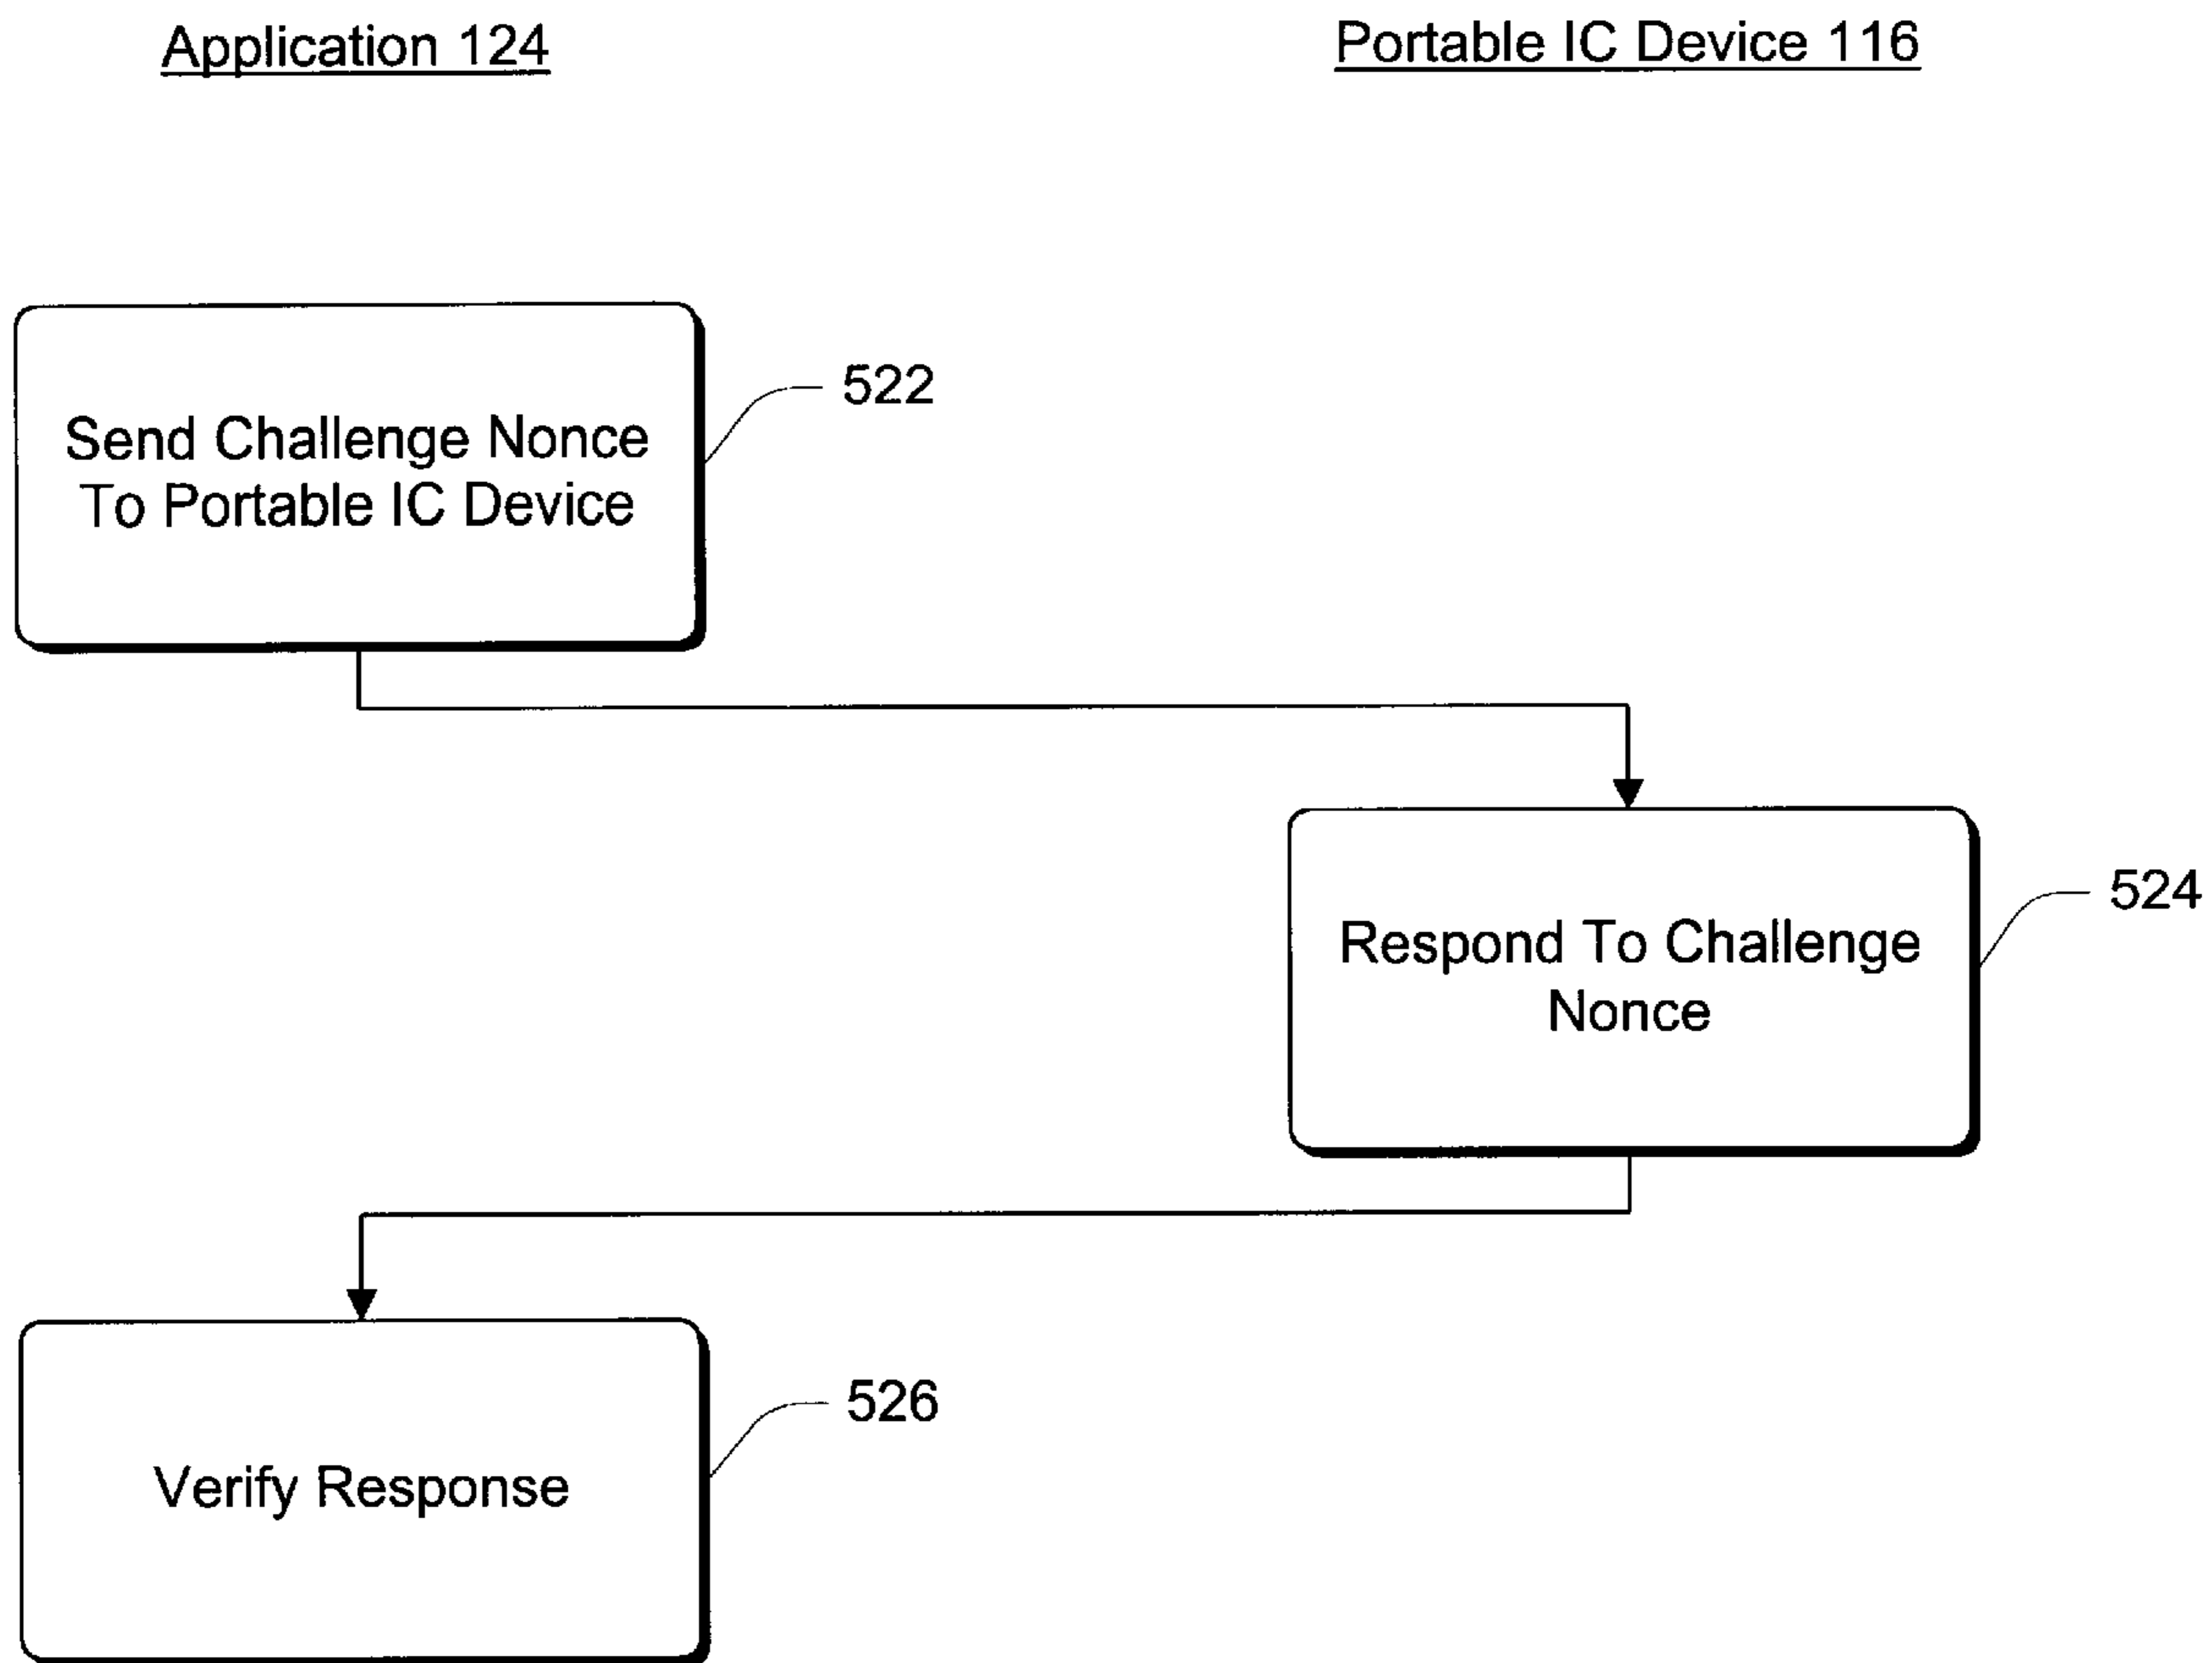 Application 124
Portable IC Device 116
Send Challenge Nonce
To Portable IC Device
522
Respond To Challenge
Nonce
524
Verify Response
526